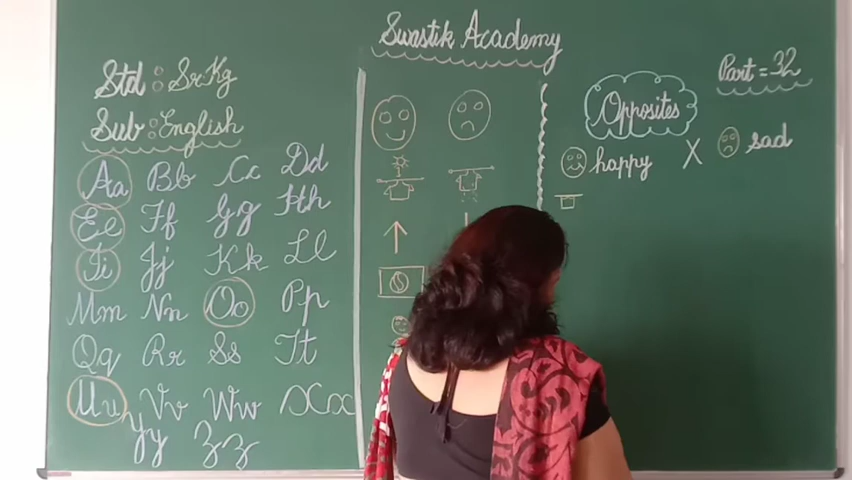 Swastik Academy
Std : Sr Kg
Sub : English
Aa Bb Cc Dd
Ee Ff Gg Hh
Ii Jj Kk Ll
Mm Nn Oo Pp
Qq Rr Ss Tt
Uu Vv Ww Xx
Yy Zz
Part = 32
Opposites
happy X sad